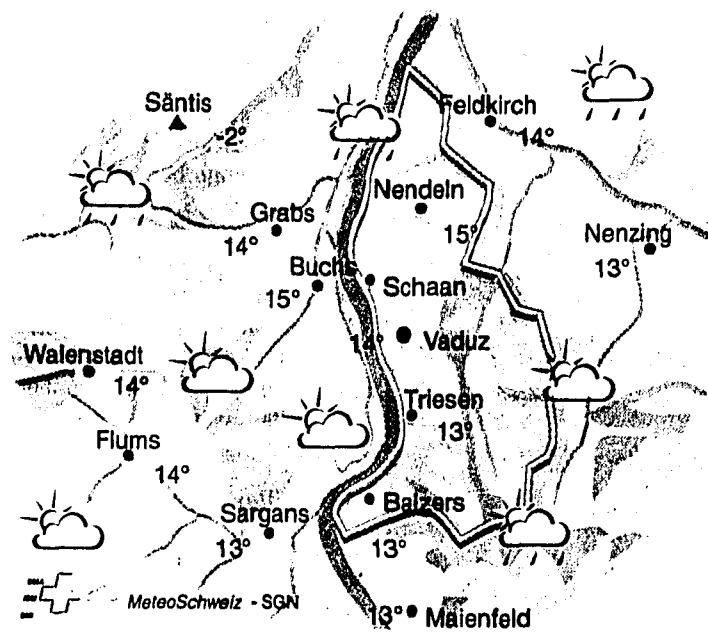 Säntis
-2°
Feldkirch
14°
Nendeln
15°
Grabs
14°
Nenzing
13°
Buchs
15°
Schaan
14°
Vaduz
Walenstadt
14°
Triesen
13°
Flums
14°
Balzers
13°
Sargans
13°
MeteoSchweiz - SGN
13°
Maienfeld